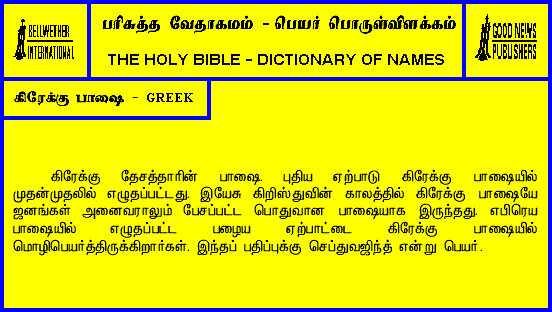 BELLWETHER
INTERNATIONAL
பரிசுத்த வேதாகமம் - பெயர் பொருள்விளக்கம்
THE HOLY BIBLE - DICTIONARY OF NAMES
GOOD NEWS
PUBLISHERS
கிரேக்கு பாஷை - GREEK
கிரேக்கு தேசத்தாரின் பாஷை. புதிய ஏற்பாடு கிரேக்கு பாஷையில்
முதன்முதலில் எழுதப்பட்டது. இயேசு கிறிஸ்துவின் காலத்தில் கிரேக்கு பாஷையே
ஜனங்கள் அனைவராலும் பேசப்பட்ட பொதுவான பாஷையாக இருந்தது. எபிரெய
பாஷையில் எழுதப்பட்ட பழைய ஏற்பாட்டை கிரேக்கு பாஷையில்
மொழிபெயர்த்திருக்கிறார்கள். இந்தப் பதிப்புக்கு செப்துவஜிந்த் என்று பெயர்.